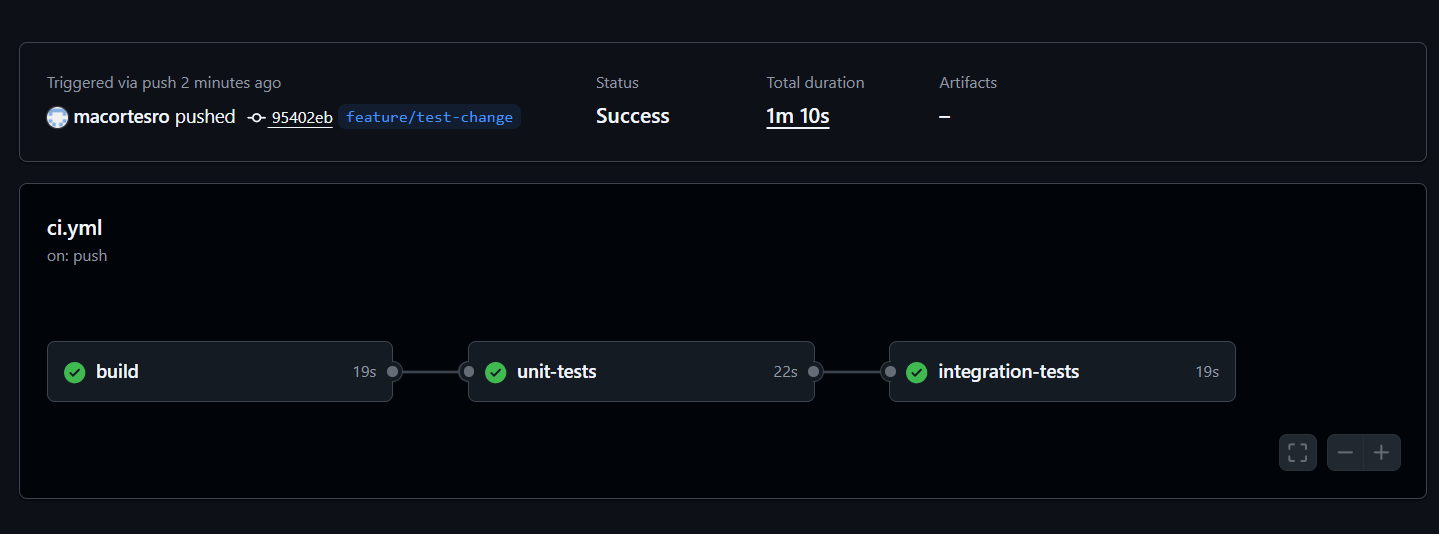 Triggered via push 2 minutes ago
macortesro pushed 95402eb feature/test-change
Status
Success
Total duration
1m 10s
Artifacts
–
ci.yml
on: push
build 19s
unit-tests 22s
integration-tests 19s